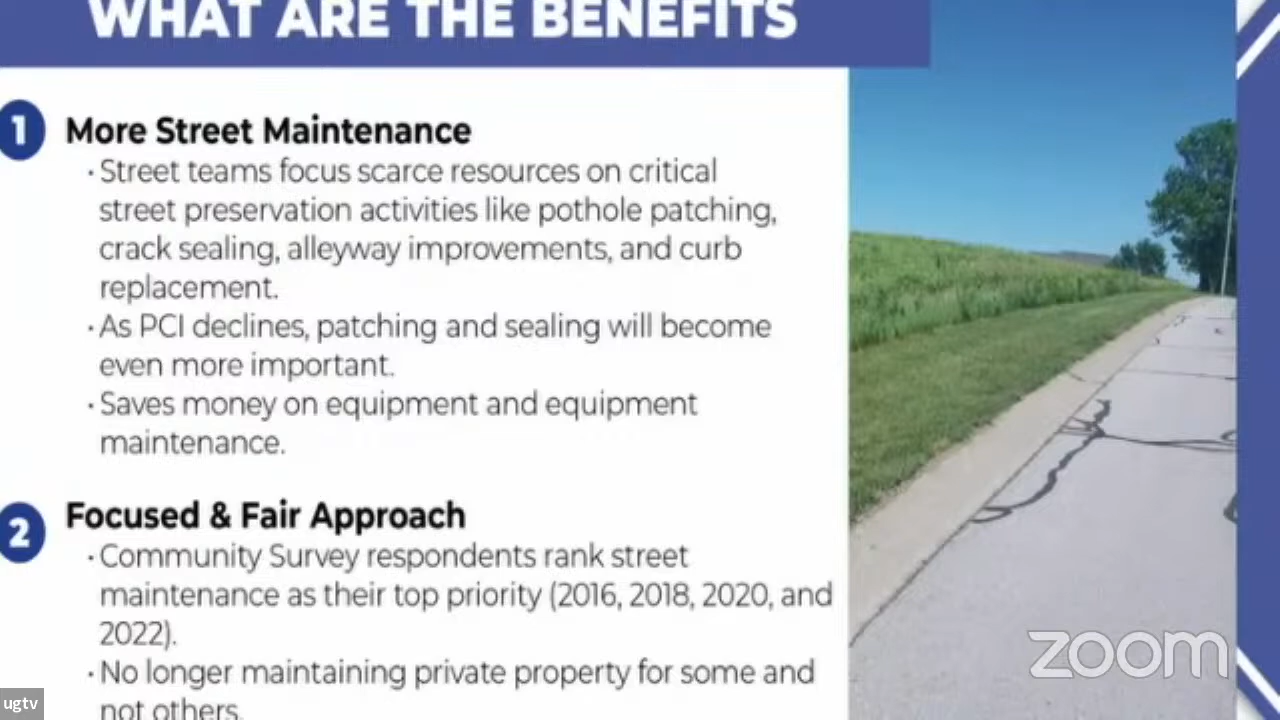 WHAT ARE THE BENEFITS
1
More Street Maintenance
· Street teams focus scarce resources on critical
street preservation activities like pothole patching,
crack sealing, alleyway improvements, and curb
replacement.
· As PCI declines, patching and sealing will become
even more important.
· Saves money on equipment and equipment
maintenance.
2
Focused & Fair Approach
· Community Survey respondents rank street
maintenance as their top priority (2016, 2018, 2020, and
2022).
· No longer maintaining private property for some and
not others.
zoom
ugtv